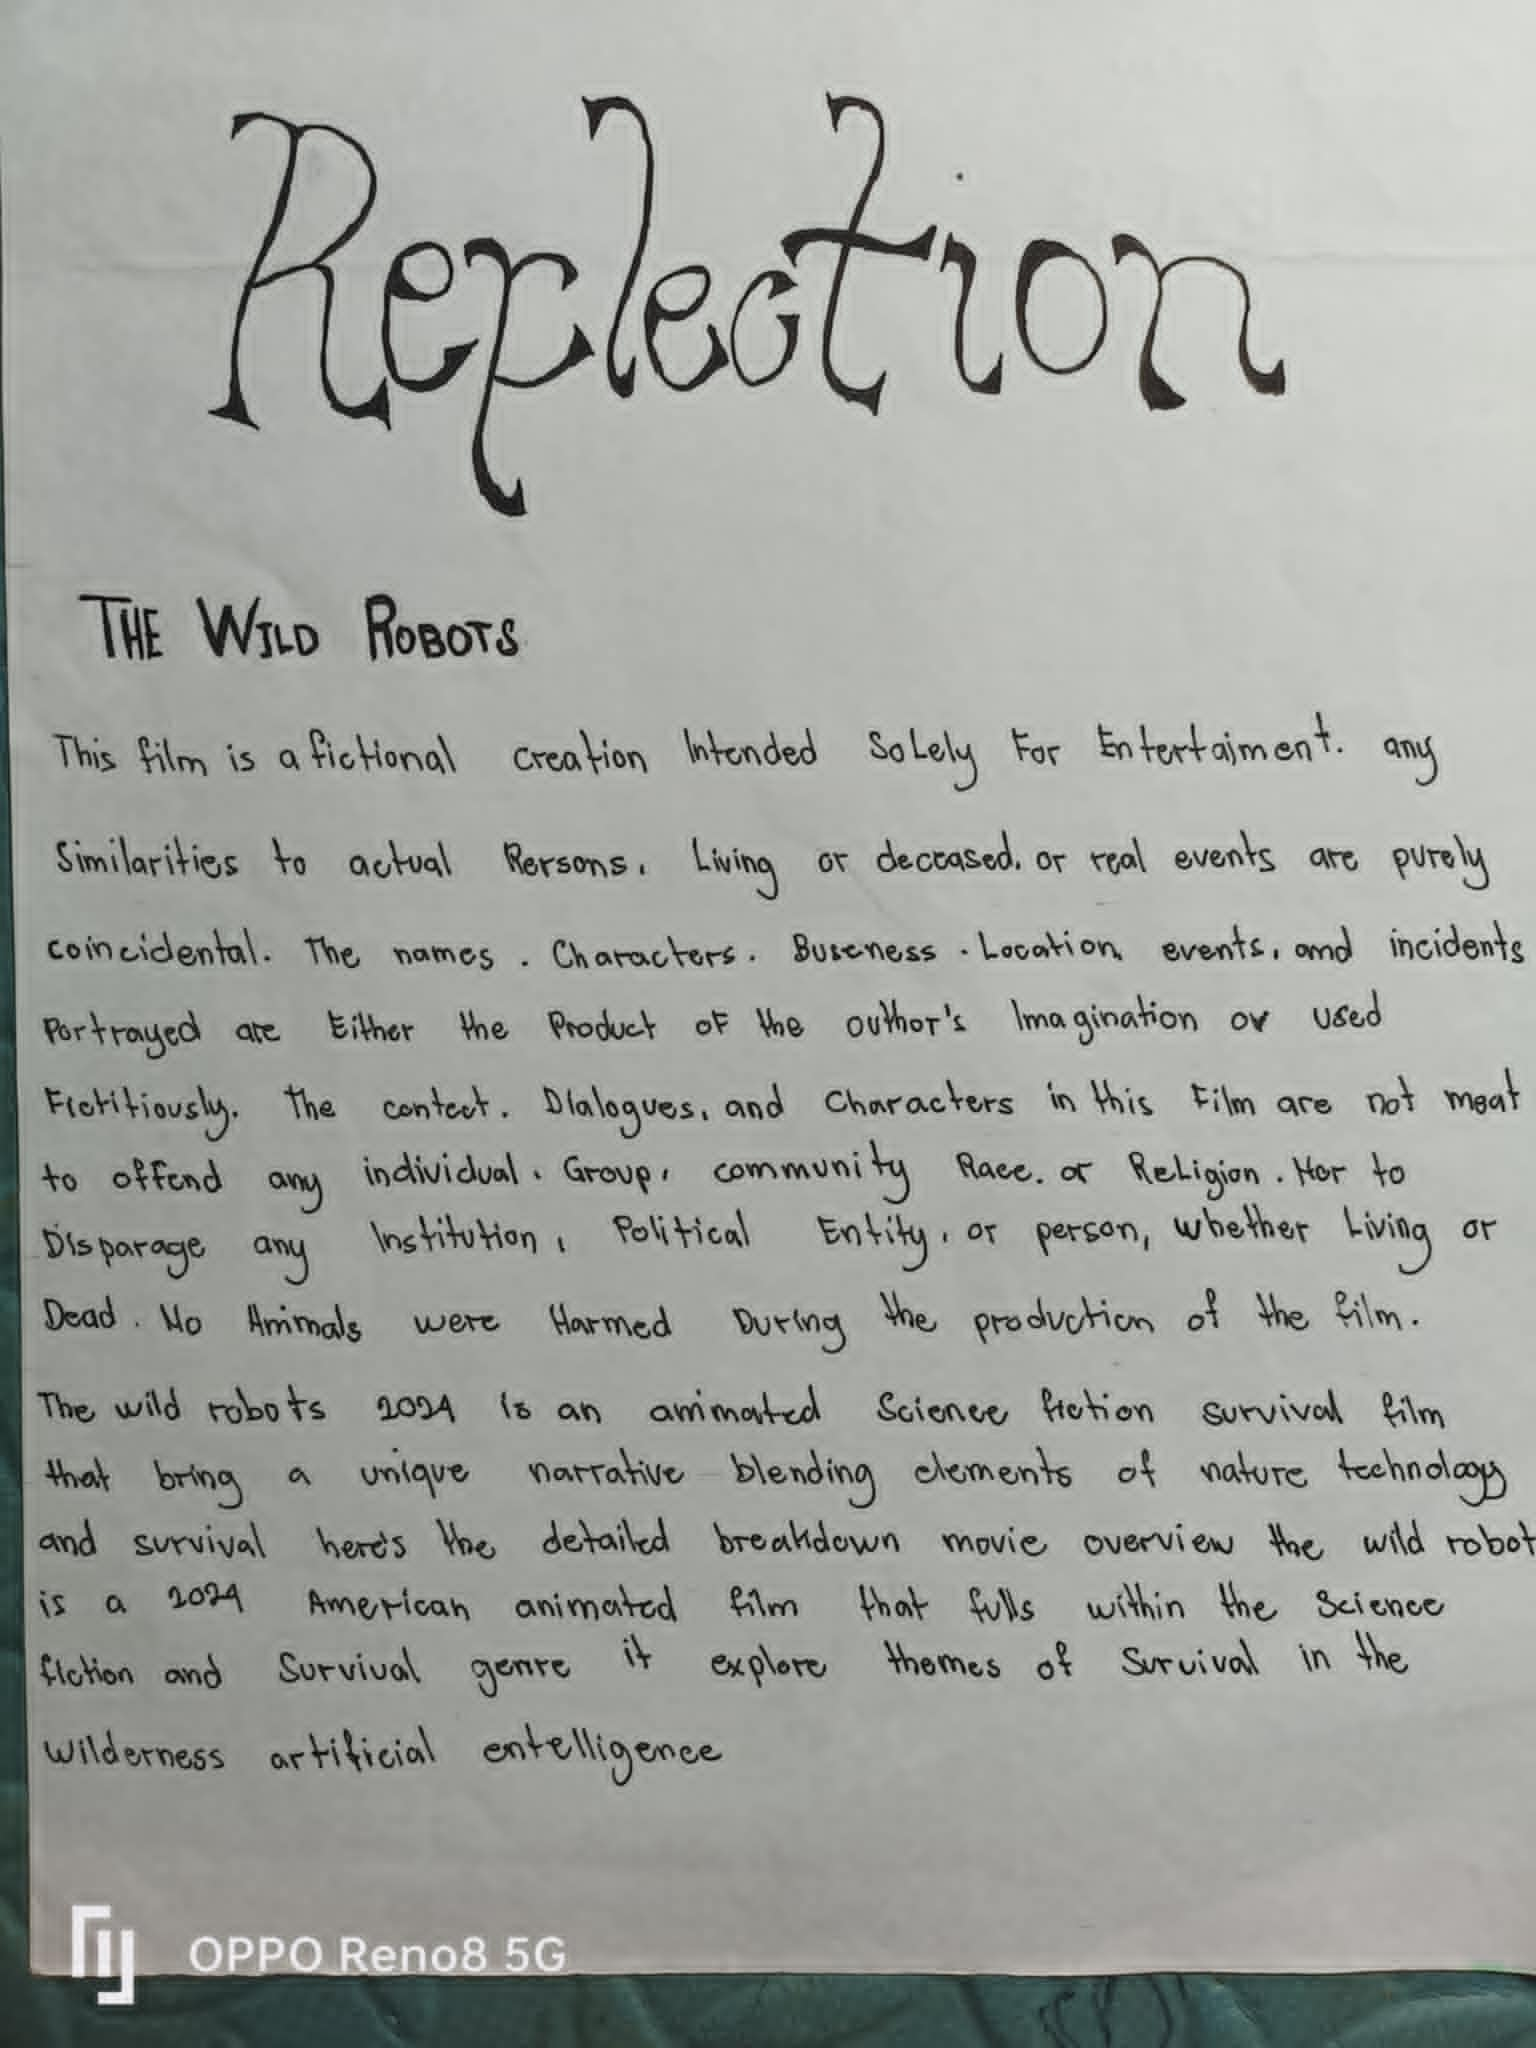 Replection
THE WILD ROBOTS
This film is a fictional creation Intended SoLely For Entertaiment. any
Similarities to actual Persons, Living or deceased, or real events are purely
coincidental. The names. Characters. Buseness. Location, events, and incidents
Portrayed are Either the Product of the outhor's Imagination or used
Fictitiously. The contect. Dialogues, and Characters in this Film are not meat
to offend any individual, Group, community Race, or ReLigion. Nor to
Disparage any Institution, Political Entity, or person, whether Living or
Dead. No Animals were Harmed During the production of the film.
The wild robots 2024 is an animated Science fiction survival film
that bring a unique narrative blending elements of nature technology
and survival here's the detailed breakdown movie overview the wild robot
is a 2024 American animated film that fulls within the Science
fiction and Survival genre it explore themes of Survival in the
wilderness artificial entelligence
OPPO Reno8 5G